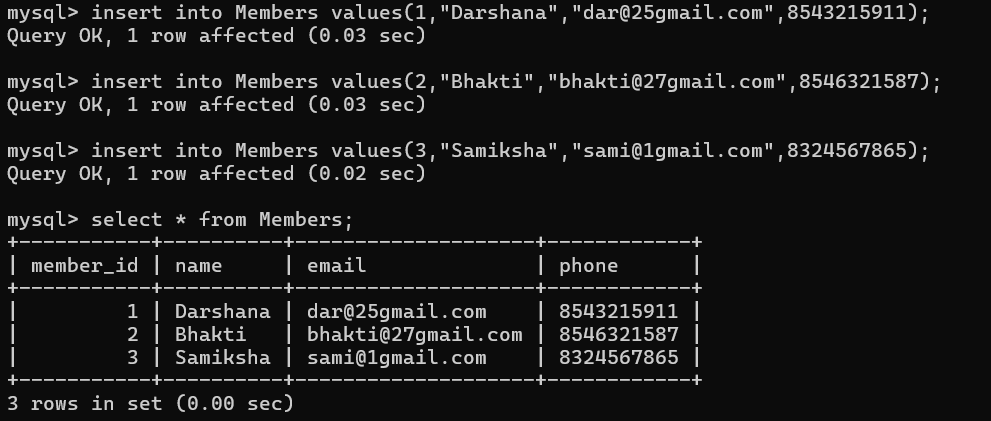 mysql> insert into Members values(1,"Darshana","dar@25gmail.com",8543215911);
Query OK, 1 row affected (0.03 sec)
mysql> insert into Members values(2,"Bhakti","bhakti@27gmail.com",8546321587);
Query OK, 1 row affected (0.03 sec)
mysql> insert into Members values(3,"Samiksha","sami@1gmail.com",8324567865);
Query OK, 1 row affected (0.02 sec)
mysql> select * from Members;
+-----------+----------+--------------------+------------+
| member_id | name     | email              | phone      |
+-----------+----------+--------------------+------------+
|         1 | Darshana | dar@25gmail.com    | 8543215911 |
|         2 | Bhakti   | bhakti@27gmail.com | 8546321587 |
|         3 | Samiksha | sami@1gmail.com    | 8324567865 |
+-----------+----------+--------------------+------------+
3 rows in set (0.00 sec)